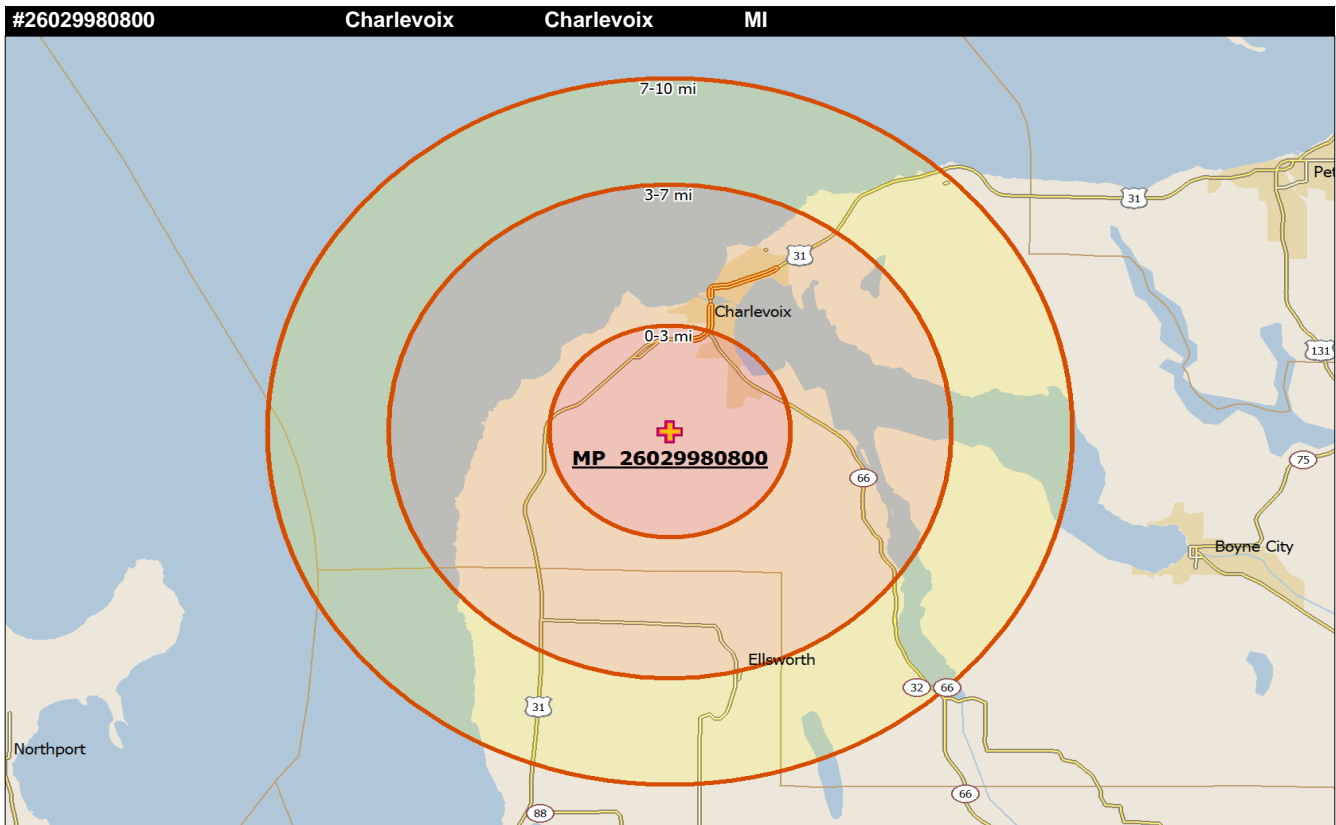 #26029980800 Charlevoix Charlevoix MI
7-10 mi
3-7 mi
Pet
31
31
Charlevoix
0-3 mi
131
MP 26029980800
75
66
Boyne City
Ellsworth
32 66
31
Northport
66
88